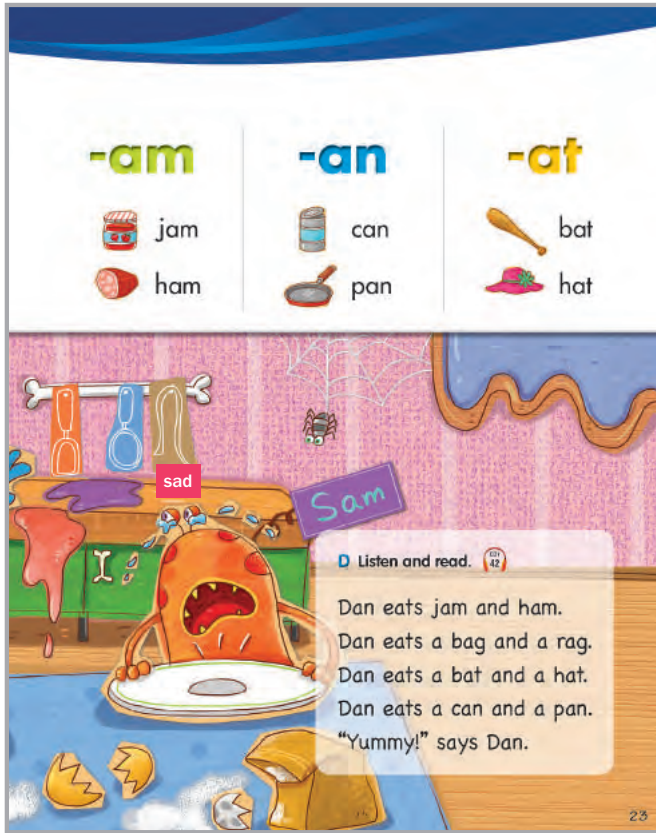 -am
-an
-at
jam
can
bat
ham
pan
hat
sad
Sam
D Listen and read. CD1 42
Dan eats jam and ham.
Dan eats a bag and a rag.
Dan eats a bat and a hat.
Dan eats a can and a pan.
“Yummy!” says Dan.
23